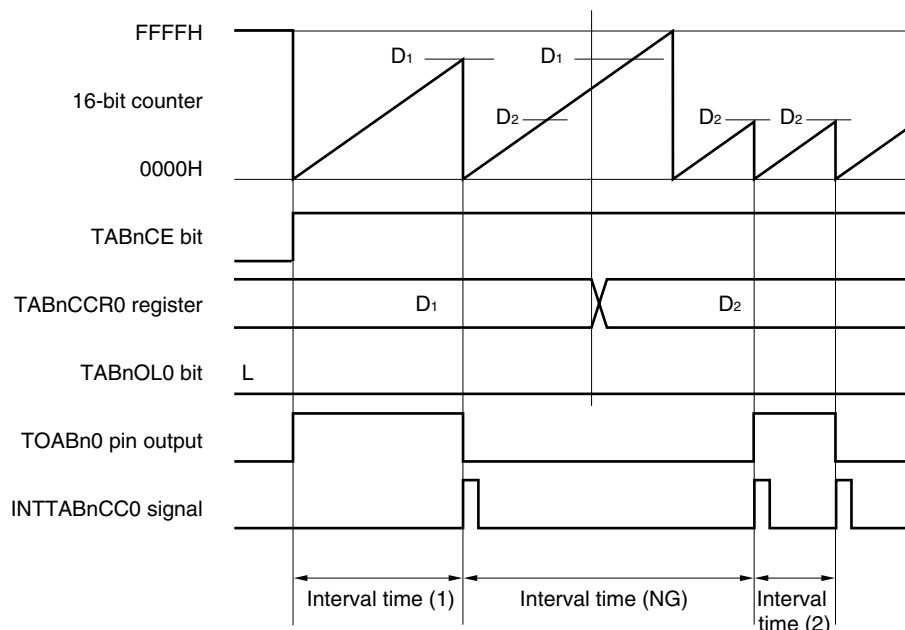 FFFFH
D1
D1
16-bit counter
D2
D2
D2
0000H
TABnCE bit
TABnCCR0 register
D1
D2
TABnOL0 bit
L
TOABn0 pin output
INTTABnCC0 signal
Interval time (1)
Interval time (NG)
Interval
time (2)